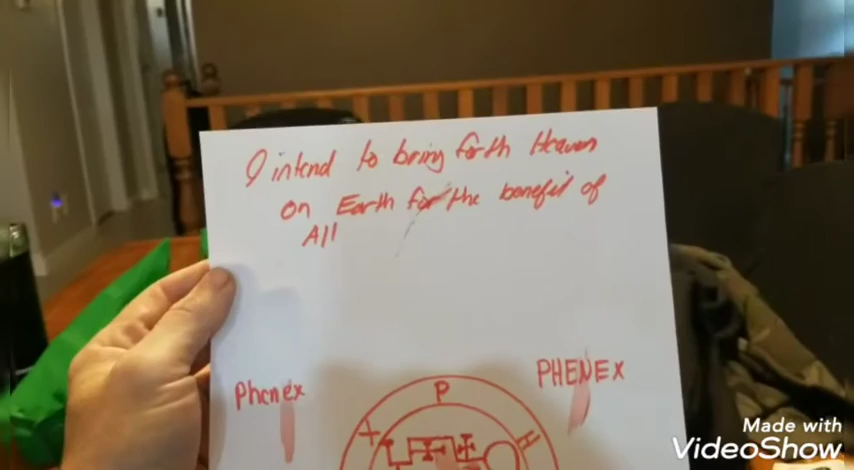 I intend to bring forth Heaven
on Earth for the benefit of
All
Phenex
PHENEX
P
X
H
Made with
VideoShow